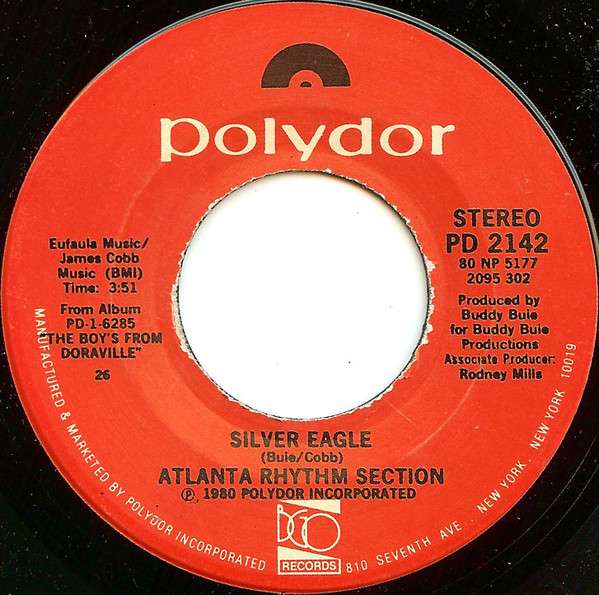 polydor
STEREO
PD 2142
80 NP 5177
2095 302
Produced by
Buddy Buie
for Buddy Buie
Productions
Associate Producer:
Rodney Mills
Eufaula Music/
James Cobb
Music (BMI)
Time: 3:51
From Album
PD-1-6285
"THE BOY'S FROM
DORAVILLE"
26
SILVER EAGLE
(Buie/Cobb)
ATLANTA RHYTHM SECTION
Ⓟ 1980 POLYDOR INCORPORATED
BGO
RECORDS
MANUFACTURED & MARKETED BY POLYDOR INCORPORATED
810 SEVENTH AVE. NEW YORK, NEW YORK 10019